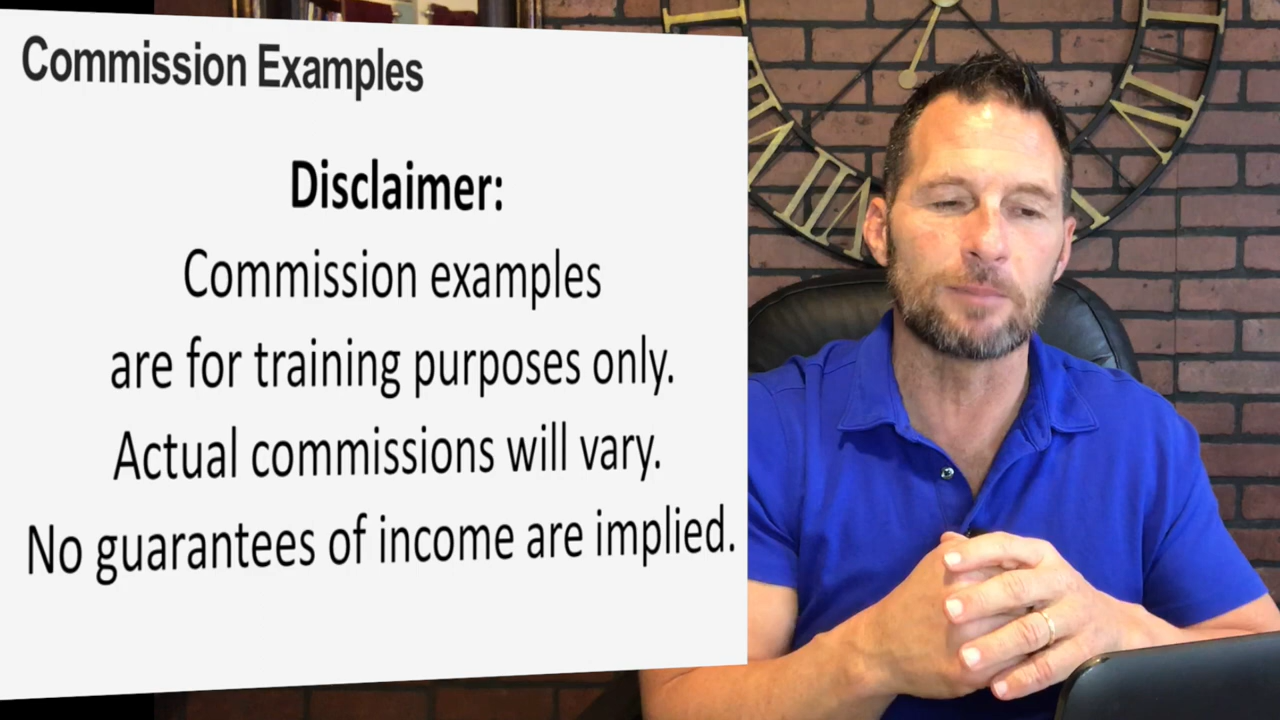 Commission Examples
Disclaimer:
Commission examples
are for training purposes only.
Actual commissions will vary.
No guarantees of income are implied.